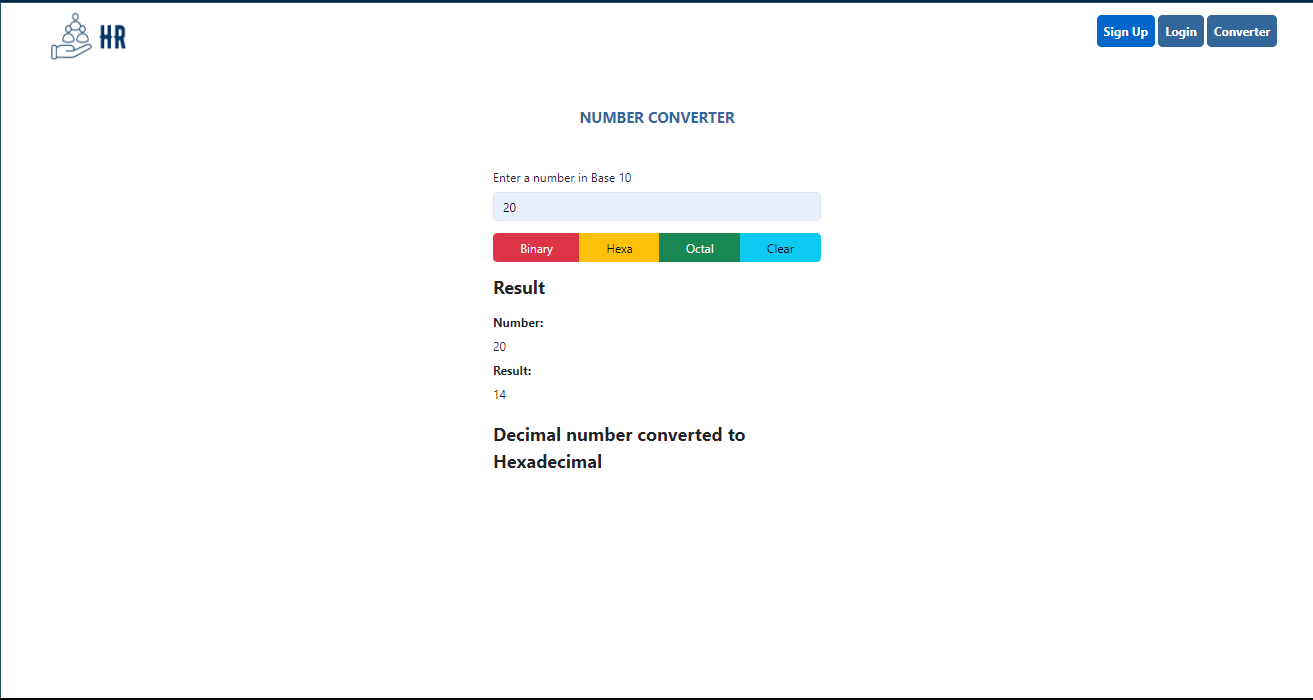 HR
Sign Up Login Converter
NUMBER CONVERTER
Enter a number in Base 10
20
Binary Hexa Octal Clear
Result
Number:
20
Result:
14
Decimal number converted to
Hexadecimal